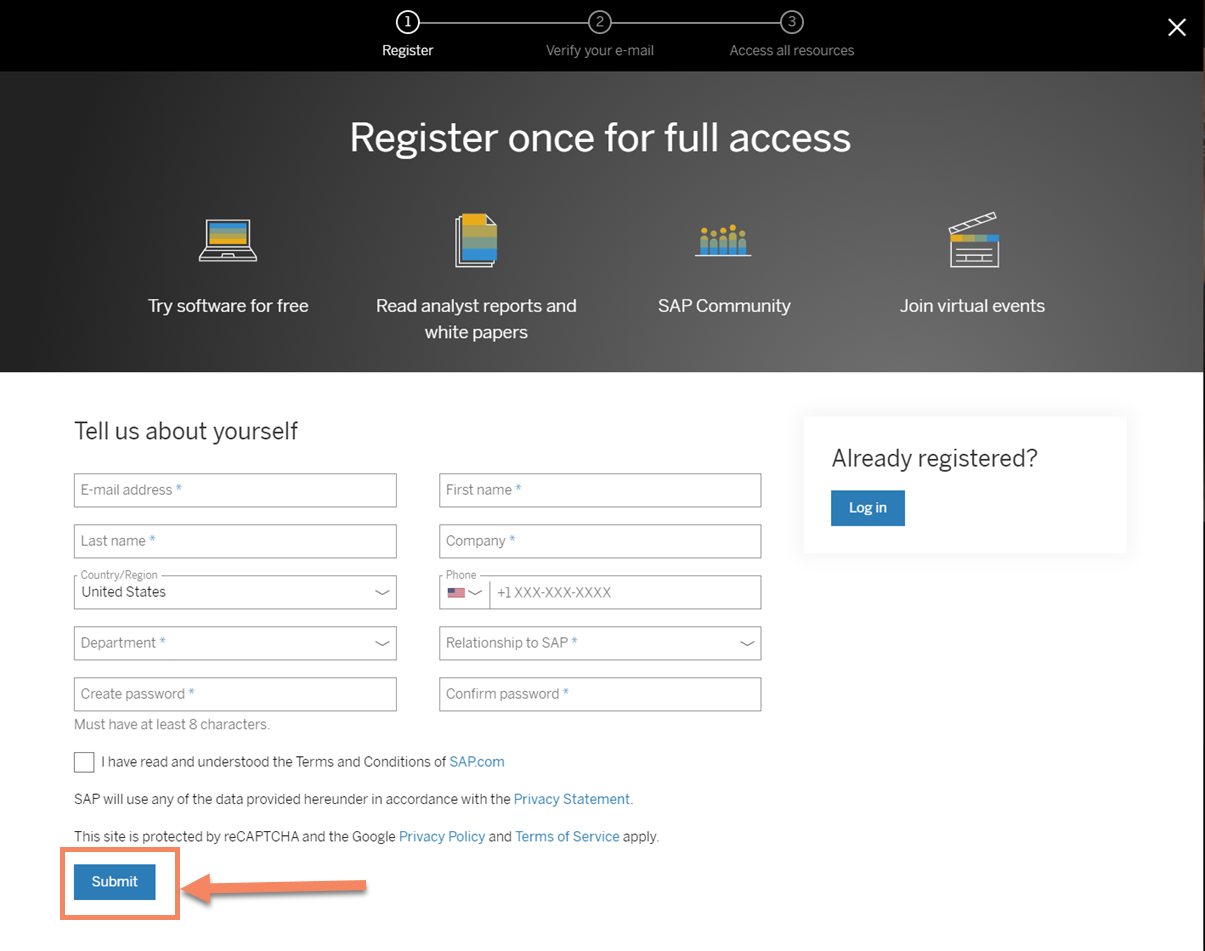 1
2
3
Register
Verify your e-mail
Access all resources
Register once for full access
Try software for free
Read analyst reports and
white papers
SAP Community
Join virtual events
Tell us about yourself
E-mail address *
First name *
Last name *
Company *
Country/Region
United States
Phone
+1 XXX-XXX-XXXX
Department *
Relationship to SAP *
Create password *
Confirm password *
Must have at least 8 characters.
I have read and understood the Terms and Conditions of SAP.com
SAP will use any of the data provided hereunder in accordance with the Privacy Statement.
This site is protected by reCAPTCHA and the Google Privacy Policy and Terms of Service apply.
Submit
Already registered?
Log in